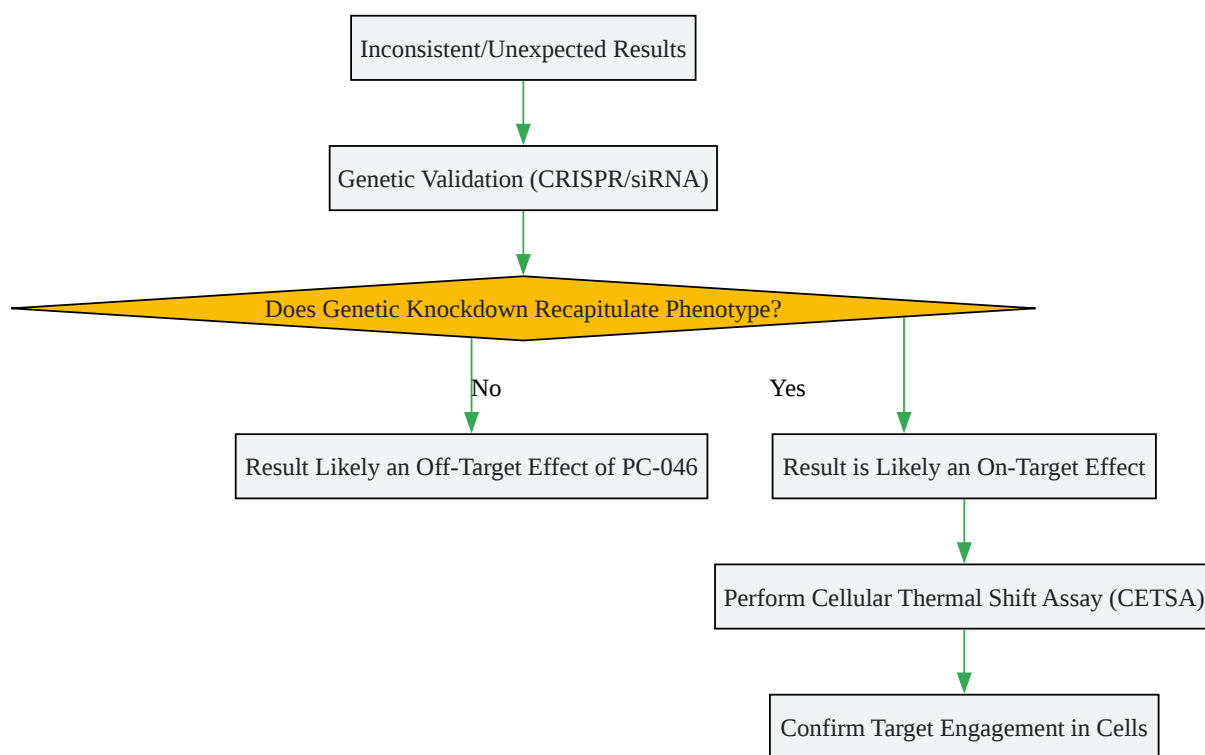 Inconsistent/Unexpected Results
Genetic Validation (CRISPR/siRNA)
Does Genetic Knockdown Recapitulate Phenotype?
No
Yes
Result Likely an Off-Target Effect of PC-046
Result is Likely an On-Target Effect
Perform Cellular Thermal Shift Assay (CETSA)
Confirm Target Engagement in Cells